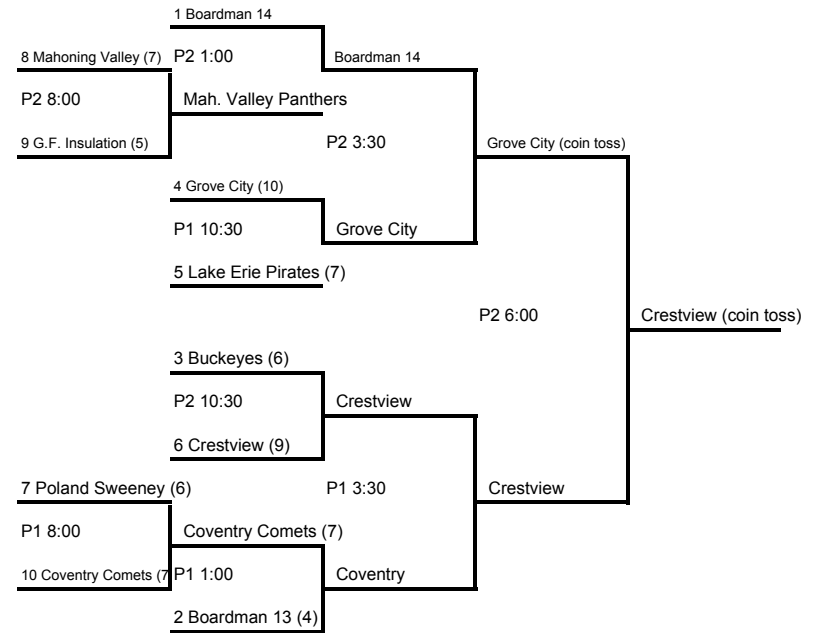 1 Boardman 14
8 Mahoning Valley (7)
P2 1:00
Boardman 14
P2 8:00
Mah. Valley Panthers
9 G.F. Insulation (5)
P2 3:30
Grove City (coin toss)
4 Grove City (10)
P1 10:30
Grove City
5 Lake Erie Pirates (7)
P2 6:00
Crestview (coin toss)
3 Buckeyes (6)
P2 10:30
Crestview
6 Crestview (9)
7 Poland Sweeney (6)
P1 3:30
Crestview
P1 8:00
Coventry Comets (7)
10 Coventry Comets (7
P1 1:00
Coventry
2 Boardman 13 (4)